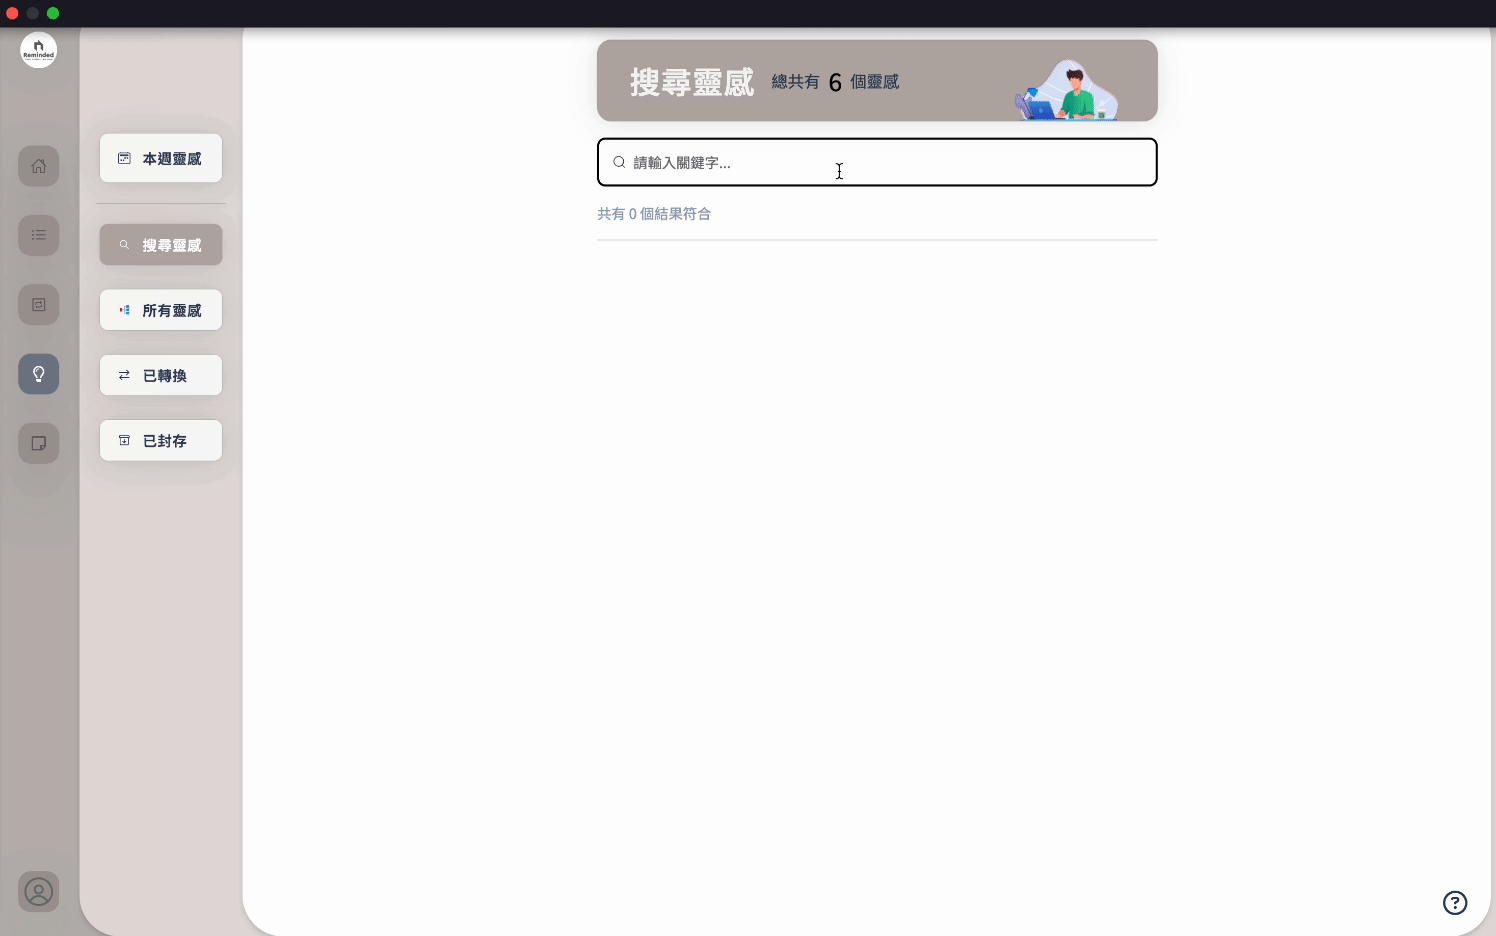 Reminded
搜尋靈感 總共有 6 個靈感
請輸入關鍵字...
共有 0 個結果符合
本週靈感
搜尋靈感
所有靈感
已轉換
已封存
?